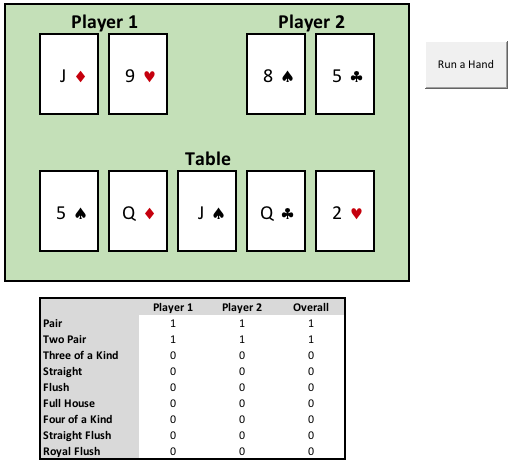 Player 1 Player 2
J ♦ 9 ♥ 8 ♠ 5 ♣
Run a Hand
Table
5 ♠ Q ♦ J ♠ Q ♣ 2 ♥
Player 1 Player 2 Overall
Pair 1 1 1
Two Pair 1 1 1
Three of a Kind 0 0 0
Straight 0 0 0
Flush 0 0 0
Full House 0 0 0
Four of a Kind 0 0 0
Straight Flush 0 0 0
Royal Flush 0 0 0